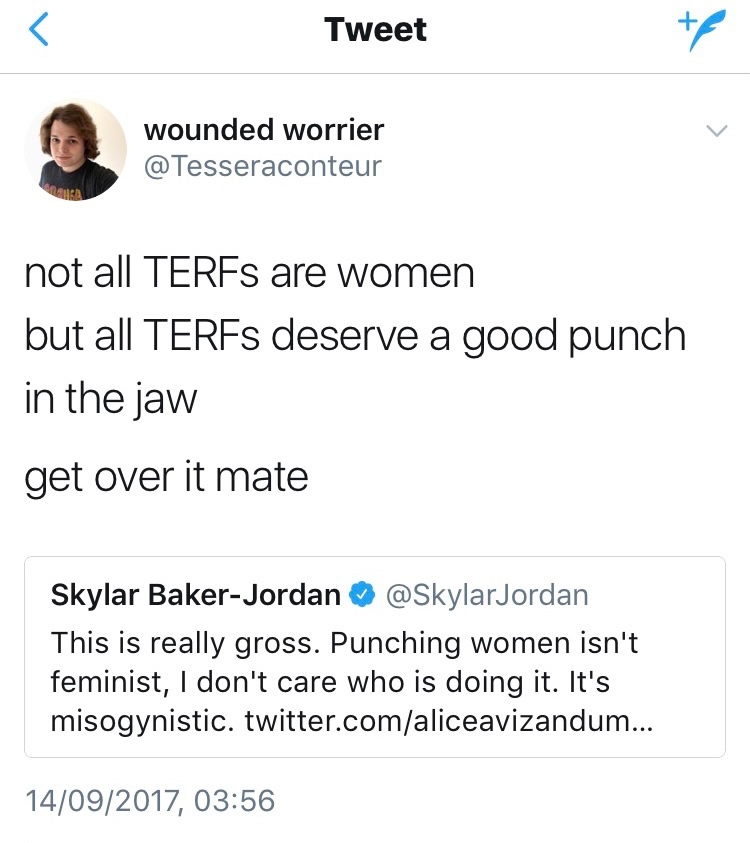 Tweet
wounded worrier
@Tesseraconteur
not all TERFs are women
but all TERFs deserve a good punch
in the jaw
get over it mate
Skylar Baker-Jordan @SkylarJordan
This is really gross. Punching women isn't
feminist, I don't care who is doing it. It's
misogynistic. twitter.com/aliceavizandum...
14/09/2017, 03:56